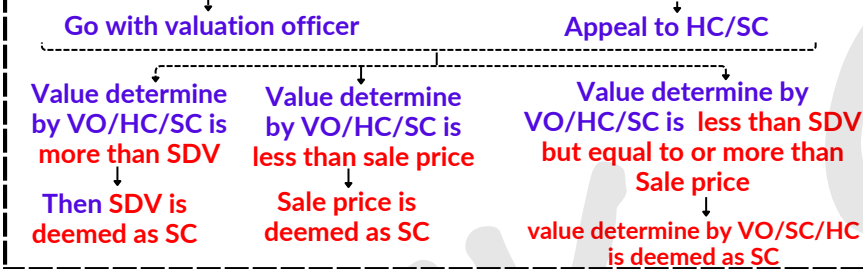 Go with valuation officer
Appeal to HC/SC
Value determine
by VO/HC/SC is
more than SDV
Then SDV is
deemed as SC
Value determine
by VO/HC/SC is
less than sale price
Sale price is
deemed as SC
Value determine by
VO/HC/SC is less than SDV
but equal to or more than
Sale price
value determine by VO/SC/HC
is deemed as SC